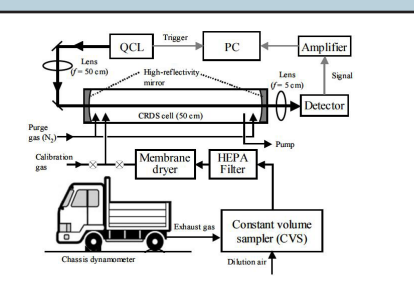 QCL
Trigger
PC
Amplifier
Lens
(f = 50 cm)
High-reflectivity
mirror
Lens
(f = 5 cm)
Signal
CRDS cell (50 cm)
Detector
Purge
gas (N2)
Pump
Calibration
gas
Membrane
dryer
HEPA
Filter
Exhaust gas
Constant volume
sampler (CVS)
Chassis dynamometer
Dilution air